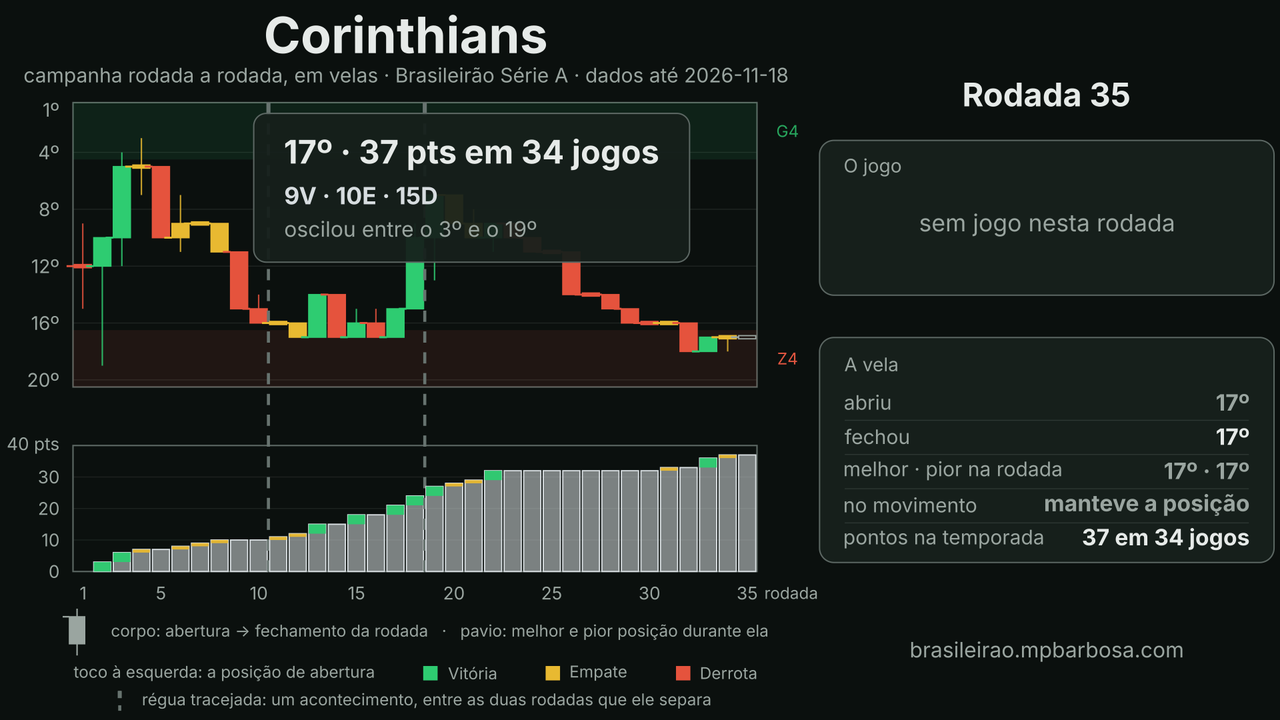 Corinthians
campanha rodada a rodada, em velas · Brasileirão Série A · dados até 2026-11-18
1º
4º
8º
12º
16º
20º
G4
Z4
17º · 37 pts em 34 jogos
9V · 10E · 15D
oscilou entre o 3º e o 19º
40 pts
30
20
10
0
1 5 10 15 20 25 30 35 rodada
corpo: abertura → fechamento da rodada · pavio: melhor e pior posição durante ela
toco à esquerda: a posição de abertura
Vitória
Empate
Derrota
régua tracejada: um acontecimento, entre as duas rodadas que ele separa
Rodada 35
O jogo
sem jogo nesta rodada
A vela
abriu 17º
fechou 17º
melhor · pior na rodada 17º · 17º
no movimento manteve a posição
pontos na temporada 37 em 34 jogos
brasileirao.mpbarbosa.com